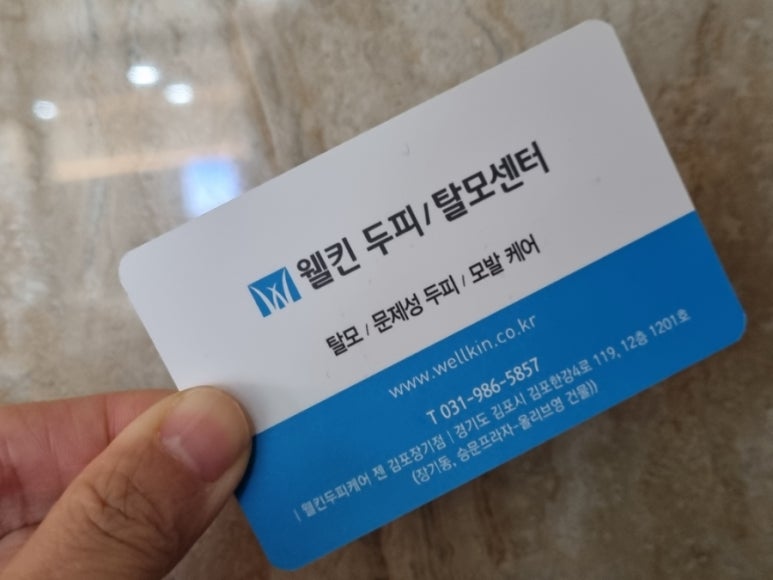 웰킨 두피/탈모센터
탈모 / 문제성 두피 / 모발 케어
www.wellkin.co.kr
T 031-986-5857
| 웰킨두피케어 젠 김포장기점 | 경기도 김포시 김포한강4로 119, 12층 1201호
(장기동, 승문프라자-올리브영 건물))